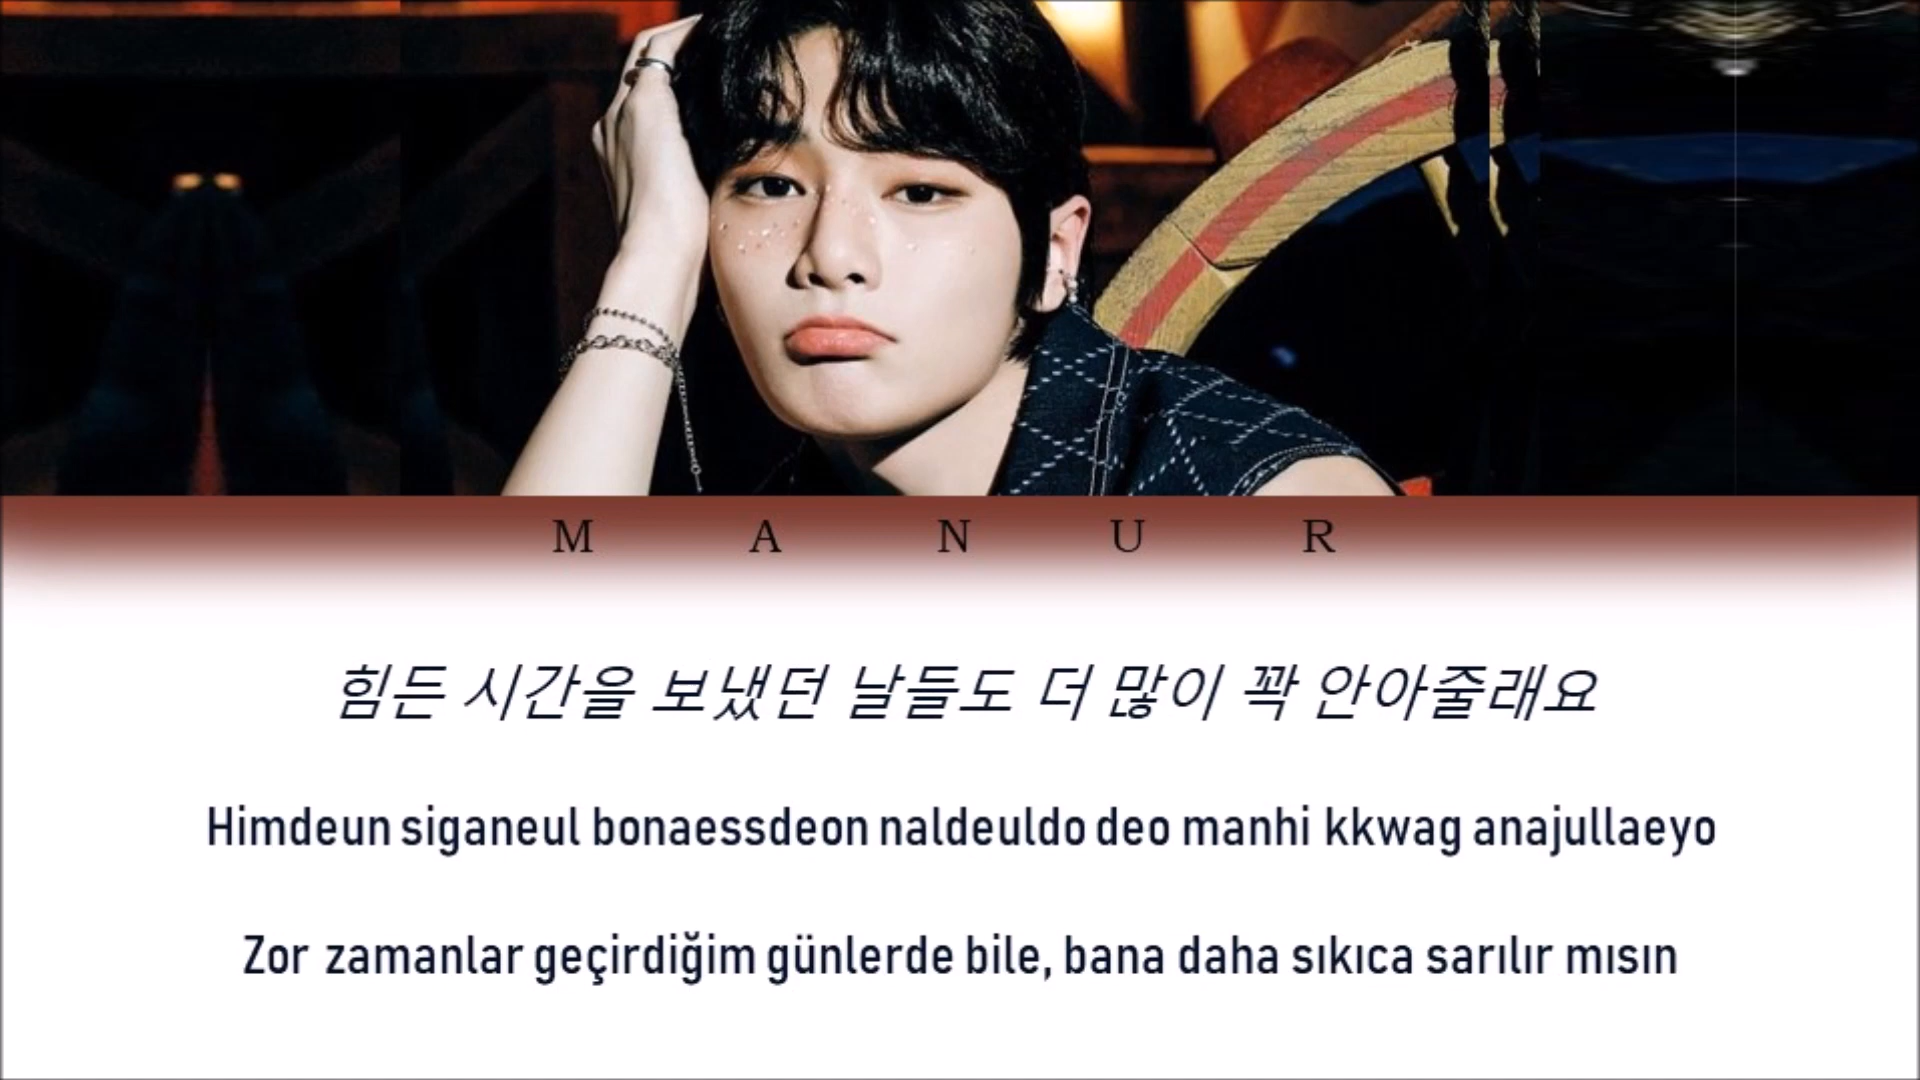 M A N U R
힘든 시간을 보냈던 날들도 더 많이 꽉 안아줄래요
Himdeun siganeul bonaessdeon naldeuldo deo manhi kkwag anajullaeyo
Zor zamanlar geçirdiğim günlerde bile, bana daha sıkıca sarılır mısın